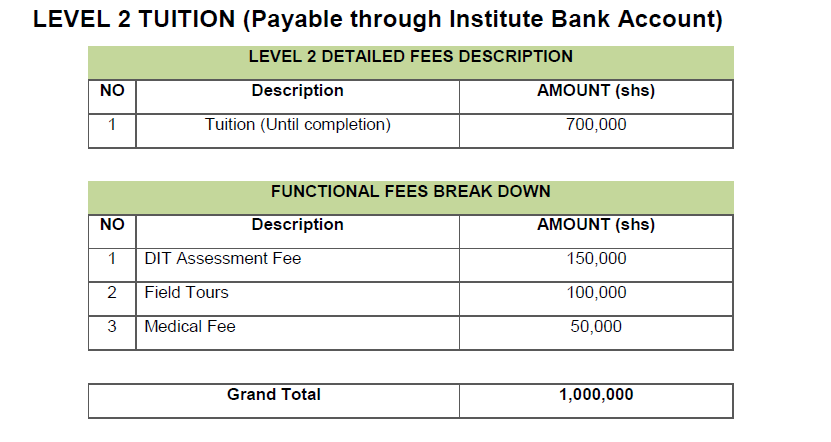 LEVEL 2 TUITION (Payable through Institute Bank Account)
LEVEL 2 DETAILED FEES DESCRIPTION
NO Description AMOUNT (shs)
1 Tuition (Until completion) 700,000
FUNCTIONAL FEES BREAK DOWN
NO Description AMOUNT (shs)
1 DIT Assessment Fee 150,000
2 Field Tours 100,000
3 Medical Fee 50,000
Grand Total 1,000,000